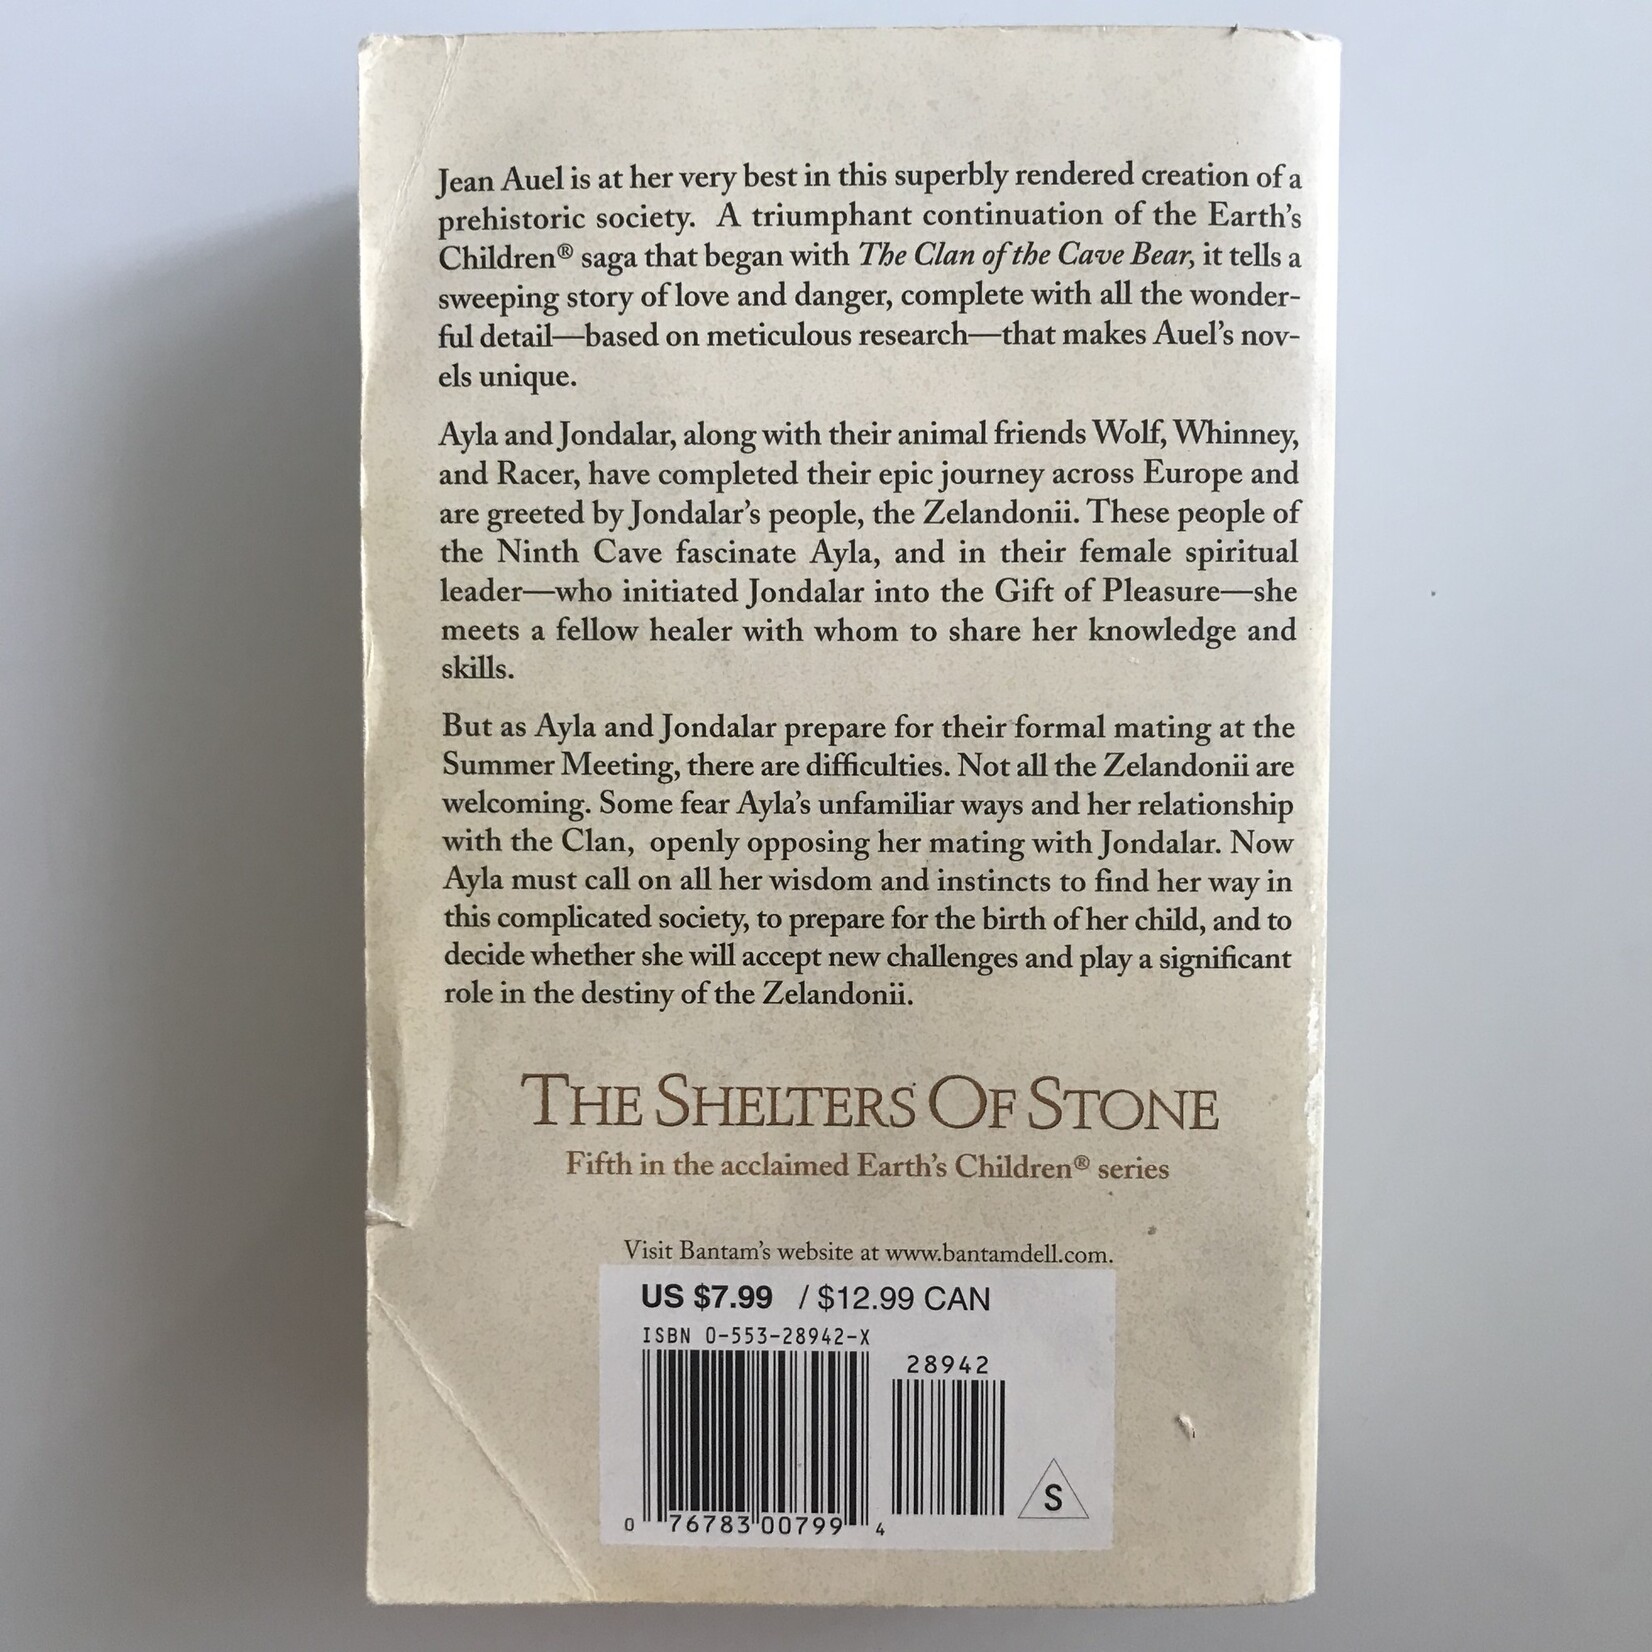 Jean Auel is at her very best in this superbly rendered creation of a
prehistoric society. A triumphant continuation of the Earth's
Children® saga that began with The Clan of the Cave Bear, it tells a
sweeping story of love and danger, complete with all the wonder-
ful detail—based on meticulous research—that makes Auel's nov-
els unique.
Ayla and Jondalar, along with their animal friends Wolf, Whinney,
and Racer, have completed their epic journey across Europe and
are greeted by Jondalar's people, the Zelandonii. These people of
the Ninth Cave fascinate Ayla, and in their female spiritual
leader—who initiated Jondalar into the Gift of Pleasure—she
meets a fellow healer with whom to share her knowledge and
skills.
But as Ayla and Jondalar prepare for their formal mating at the
Summer Meeting, there are difficulties. Not all the Zelandonii are
welcoming. Some fear Ayla's unfamiliar ways and her relationship
with the Clan, openly opposing her mating with Jondalar. Now
Ayla must call on all her wisdom and instincts to find her way in
this complicated society, to prepare for the birth of her child, and to
decide whether she will accept new challenges and play a significant
role in the destiny of the Zelandonii.
THE SHELTERS OF STONE
Fifth in the acclaimed Earth's Children® series
Visit Bantam's website at www.bantamdell.com.
US $7.99 / $12.99 CAN
ISBN 0-553-28942-X
28942
0 76783 00799 4
S